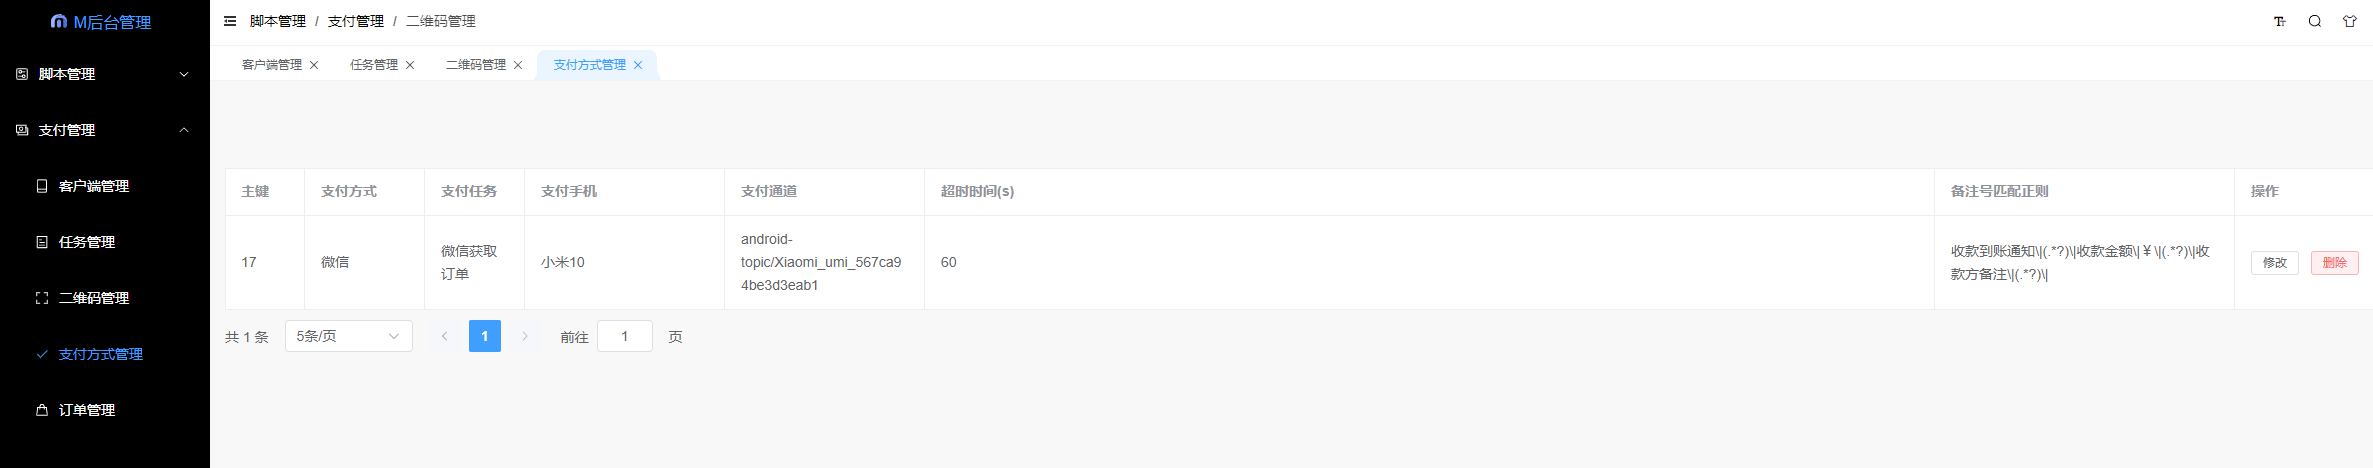 M后台管理
脚本管理 / 支付管理 / 二维码管理
客户端管理
任务管理
二维码管理
支付方式管理
脚本管理
支付管理
客户端管理
任务管理
二维码管理
支付方式管理
订单管理
主键
支付方式
支付任务
支付手机
支付通道
超时时间(s)
备注号匹配正则
操作
17
微信
微信获取
订单
小米10
android-
topic/Xiaomi_umi_567ca9
4be3d3eab1
60
收款到账通知\|(.*?)\|收款金额\|￥\|(.*?)\|收
款方备注\|(.*?)\|
修改
删除
共 1 条
5条/页
1
前往
1
页